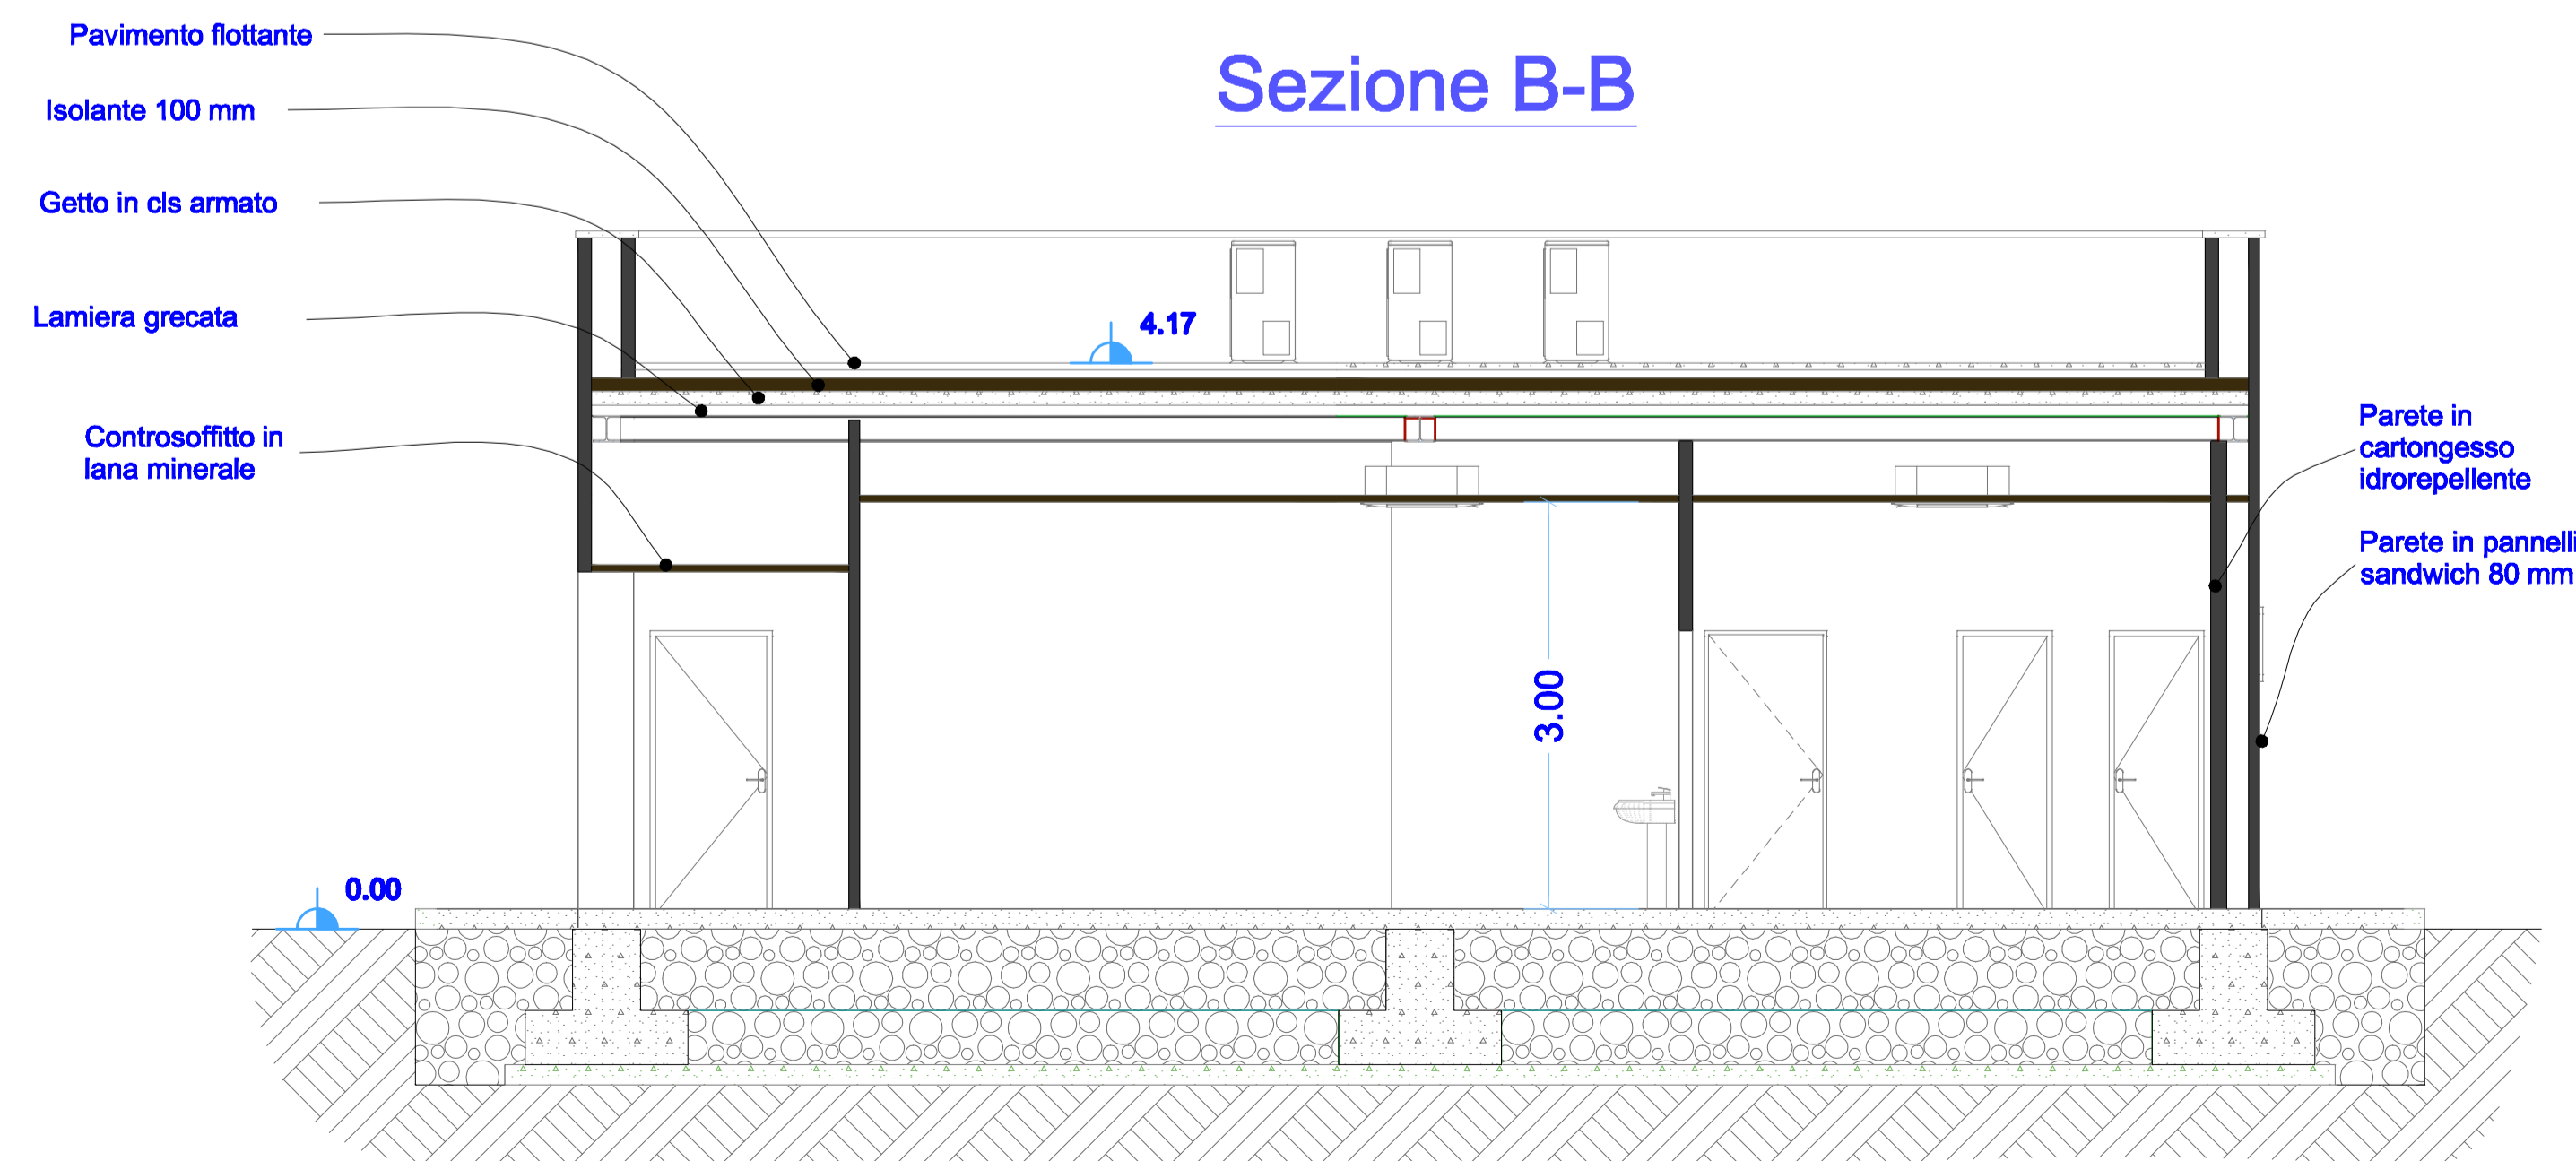 Sezione B-B
Pavimento flottante
Isolante 100 mm
Getto in cls armato
Lamiera grecata
Controsoffitto in
lana minerale
4.17
Parete in
cartongesso
idrorepellente
Parete in pannelli
sandwich 80 mm
3.00
0.00